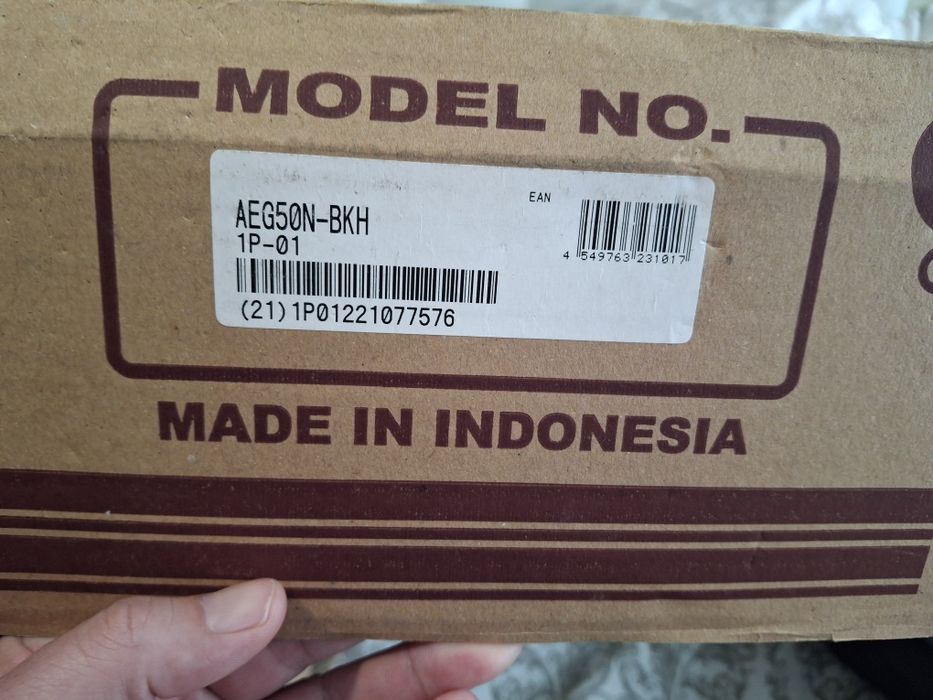 MODEL NO.
AEG50N-BKH
1P-01
(21)1P01221077576
EAN
4 549763 231017
MADE IN INDONESIA